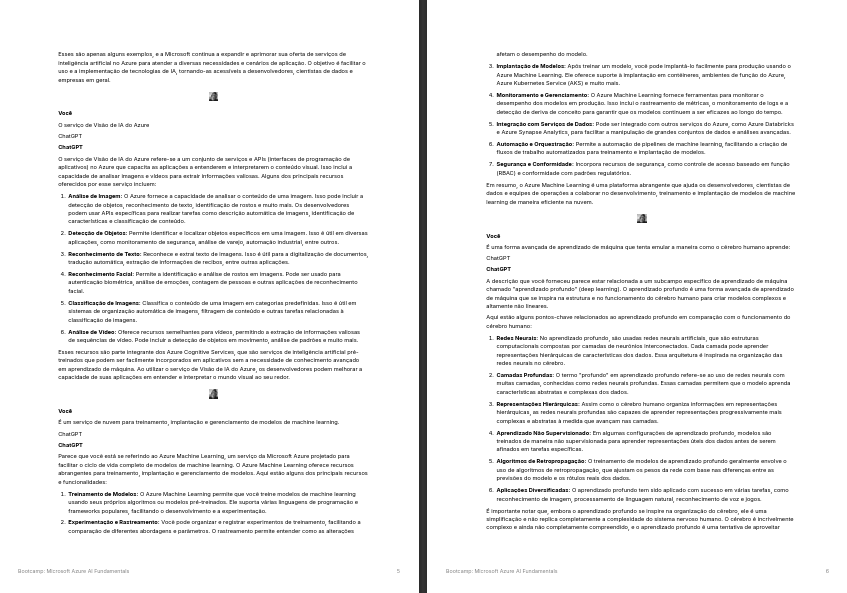 Esses são apenas alguns exemplos, e a Microsoft continua a expandir e aprimorar sua oferta de serviços de
inteligência artificial no Azure para atender a diversas necessidades e cenários de aplicação. O objetivo é facilitar o
uso e a implementação de tecnologias de IA, tornando-as acessíveis a desenvolvedores, cientistas de dados e
empresas em geral.
Você
O serviço de Visão de IA do Azure
ChatGPT
ChatGPT
O serviço de Visão de IA do Azure refere-se a um conjunto de serviços e APIs (interfaces de programação de
aplicativos) no Azure que capacita as aplicações a entenderem e interpretarem o conteúdo visual. Isso inclui a
capacidade de analisar imagens e vídeos para extrair informações valiosas. Alguns dos principais recursos
oferecidos por esse serviço incluem:
1. Análise de Imagem: O Azure fornece a capacidade de analisar o conteúdo de uma imagem. Isso pode incluir a
detecção de objetos, reconhecimento de texto, identificação de rostos e muito mais. Os desenvolvedores
podem usar APIs específicas para realizar tarefas como descrição automática de imagens, identificação de
características e classificação de conteúdo.
2. Detecção de Objetos: Permite identificar e localizar objetos específicos em uma imagem. Isso é útil em diversas
aplicações, como monitoramento de segurança, análise de varejo, automação industrial, entre outros.
3. Reconhecimento de Texto: Reconhece e extrai texto de imagens. Isso é útil para a digitalização de documentos,
tradução automática, extração de informações de recibos, entre outras aplicações.
4. Reconhecimento Facial: Permite a identificação e análise de rostos em imagens. Pode ser usado para
autenticação biométrica, análise de emoções, contagem de pessoas e outras aplicações de reconhecimento
facial.
5. Classificação de Imagens: Classifica o conteúdo de uma imagem em categorias predefinidas. Isso é útil em
sistemas de organização automática de imagens, filtragem de conteúdo e outras tarefas relacionadas à
classificação de imagens.
6. Análise de Vídeo: Oferece recursos semelhantes para vídeos, permitindo a extração de informações valiosas
de sequências de vídeo. Pode incluir a detecção de objetos em movimento, análise de padrões e muito mais.
Esses recursos são parte integrante dos Azure Cognitive Services, que são serviços de inteligência artificial pré-
treinados que podem ser facilmente incorporados em aplicativos sem a necessidade de conhecimento avançado
em aprendizado de máquina. Ao utilizar o serviço de Visão de IA do Azure, os desenvolvedores podem melhorar a
capacidade de suas aplicações em entender e interpretar o mundo visual ao seu redor.
Você
É um serviço de nuvem para treinamento, implantação e gerenciamento de modelos de machine learning.
ChatGPT
ChatGPT
Parece que você está se referindo ao Azure Machine Learning, um serviço da Microsoft Azure projetado para
facilitar o ciclo de vida completo de modelos de machine learning. O Azure Machine Learning oferece recursos
abrangentes para treinamento, implantação e gerenciamento de modelos. Aqui estão alguns dos principais recursos
e funcionalidades:
1. Treinamento de Modelos: O Azure Machine Learning permite que você treine modelos de machine learning
usando seus próprios algoritmos ou modelos pré-treinados. Ele suporta várias linguagens de programação e
frameworks populares, facilitando o desenvolvimento e a experimentação.
2. Experimentação e Rastreamento: Você pode organizar e registrar experimentos de treinamento, facilitando a
comparação de diferentes abordagens e parâmetros. O rastreamento permite entender como as alterações
Bootcamp: Microsoft Azure AI Fundamentals 5
afetam o desempenho do modelo.
3. Implantação de Modelos: Após treinar um modelo, você pode implantá-lo facilmente para produção usando o
Azure Machine Learning. Ele oferece suporte à implantação em contêineres, ambientes de função do Azure,
Azure Kubernetes Service (AKS) e muito mais.
4. Monitoramento e Gerenciamento: O Azure Machine Learning fornece ferramentas para monitorar o
desempenho dos modelos em produção. Isso inclui o rastreamento de métricas, o monitoramento de logs e a
detecção de deriva de conceito para garantir que os modelos continuem a ser eficazes ao longo do tempo.
5. Integração com Serviços de Dados: Pode ser integrado com outros serviços do Azure, como Azure Databricks
e Azure Synapse Analytics, para facilitar a manipulação de grandes conjuntos de dados e análises avançadas.
6. Automação e Orquestração: Permite a automação de pipelines de machine learning, facilitando a criação de
fluxos de trabalho automatizados para treinamento e implantação de modelos.
7. Segurança e Conformidade: Incorpora recursos de segurança, como controle de acesso baseado em função
(RBAC) e conformidade com padrões regulatórios.
Em resumo, o Azure Machine Learning é uma plataforma abrangente que ajuda os desenvolvedores, cientistas de
dados e equipes de operações a colaborar no desenvolvimento, treinamento e implantação de modelos de machine
learning de maneira eficiente na nuvem.
Você
É uma forma avançada de aprendizado de máquina que tenta emular a maneira como o cérebro humano aprende:
ChatGPT
ChatGPT
A descrição que você forneceu parece estar relacionada a um subcampo específico de aprendizado de máquina
chamado "aprendizado profundo" (deep learning). O aprendizado profundo é uma forma avançada de aprendizado
de máquina que se inspira na estrutura e no funcionamento do cérebro humano para criar modelos complexos e
altamente não lineares.
Aqui estão alguns pontos-chave relacionados ao aprendizado profundo em comparação com o funcionamento do
cérebro humano:
1. Redes Neurais: No aprendizado profundo, são usadas redes neurais artificiais, que são estruturas
computacionais compostas por camadas de neurônios interconectados. Cada camada pode aprender
representações hierárquicas de características dos dados. Essa arquitetura é inspirada na organização das
redes neurais no cérebro.
2. Camadas Profundas: O termo "profundo" em aprendizado profundo refere-se ao uso de redes neurais com
muitas camadas, conhecidas como redes neurais profundas. Essas camadas permitem que o modelo aprenda
características abstratas e complexas dos dados.
3. Representações Hierárquicas: Assim como o cérebro humano organiza informações em representações
hierárquicas, as redes neurais profundas são capazes de aprender representações progressivamente mais
complexas e abstratas à medida que avançam nas camadas.
4. Aprendizado Não Supervisionado: Em algumas configurações de aprendizado profundo, modelos são
treinados de maneira não supervisionada para aprender representações úteis dos dados antes de serem
afinados em tarefas específicas.
5. Algoritmos de Retropropagação: O treinamento de modelos de aprendizado profundo geralmente envolve o
uso de algoritmos de retropropagação, que ajustam os pesos da rede com base nas diferenças entre as
previsões do modelo e os rótulos reais dos dados.
6. Aplicações Diversificadas: O aprendizado profundo tem sido aplicado com sucesso em várias tarefas, como
reconhecimento de imagem, processamento de linguagem natural, reconhecimento de voz e jogos.
É importante notar que, embora o aprendizado profundo se inspire na organização do cérebro, ele é uma
simplificação e não replica completamente a complexidade do sistema nervoso humano. O cérebro é incrivelmente
complexo e ainda não completamente compreendido, e o aprendizado profundo é uma tentativa de aproveitar
Bootcamp: Microsoft Azure AI Fundamentals 6